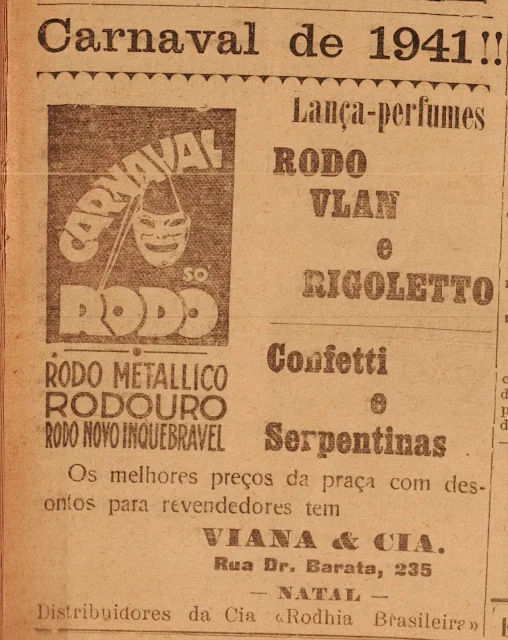 Carnaval de 1941!!
CARNAVAL
SÓ
RODO
RODO METALLICO
RODOURO
RODO NOVO INQUEBRAVEL
Lança-perfumes
RODO
VLAN
e
RIGOLETTO
Confetti
e
Serpentinas
Os melhores preços da praça com des-
ontos para revendedores tem
VIANA & CIA.
Rua Dr. Barata, 235
— NATAL —
Distribuidores da Cia «Rodhia Brasileira»